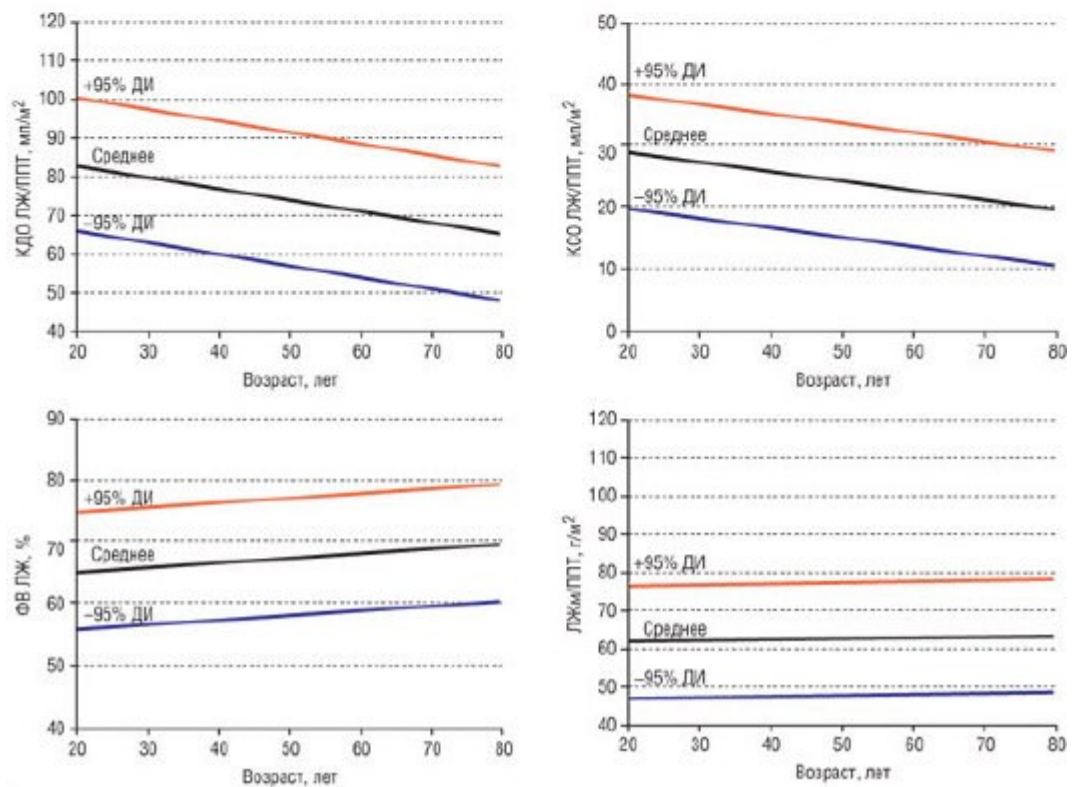 КДО ЛЖ/ППТ, мл/м²
120
110
100
90
80
70
60
50
40
+95% ДИ
Среднее
–95% ДИ
20 30 40 50 60 70 80
Возраст, лет
КСО ЛЖ/ППТ, мл/м²
50
40
30
20
10
0
+95% ДИ
Среднее
–95% ДИ
20 30 40 50 60 70 80
Возраст, лет
ФВ ЛЖ, %
90
80
70
60
50
40
+95% ДИ
Среднее
–95% ДИ
20 30 40 50 60 70 80
Возраст, лет
ЛЖм/ППТ, г/м²
120
110
100
90
80
70
60
50
40
+95% ДИ
Среднее
–95% ДИ
20 30 40 50 60 70 80
Возраст, лет